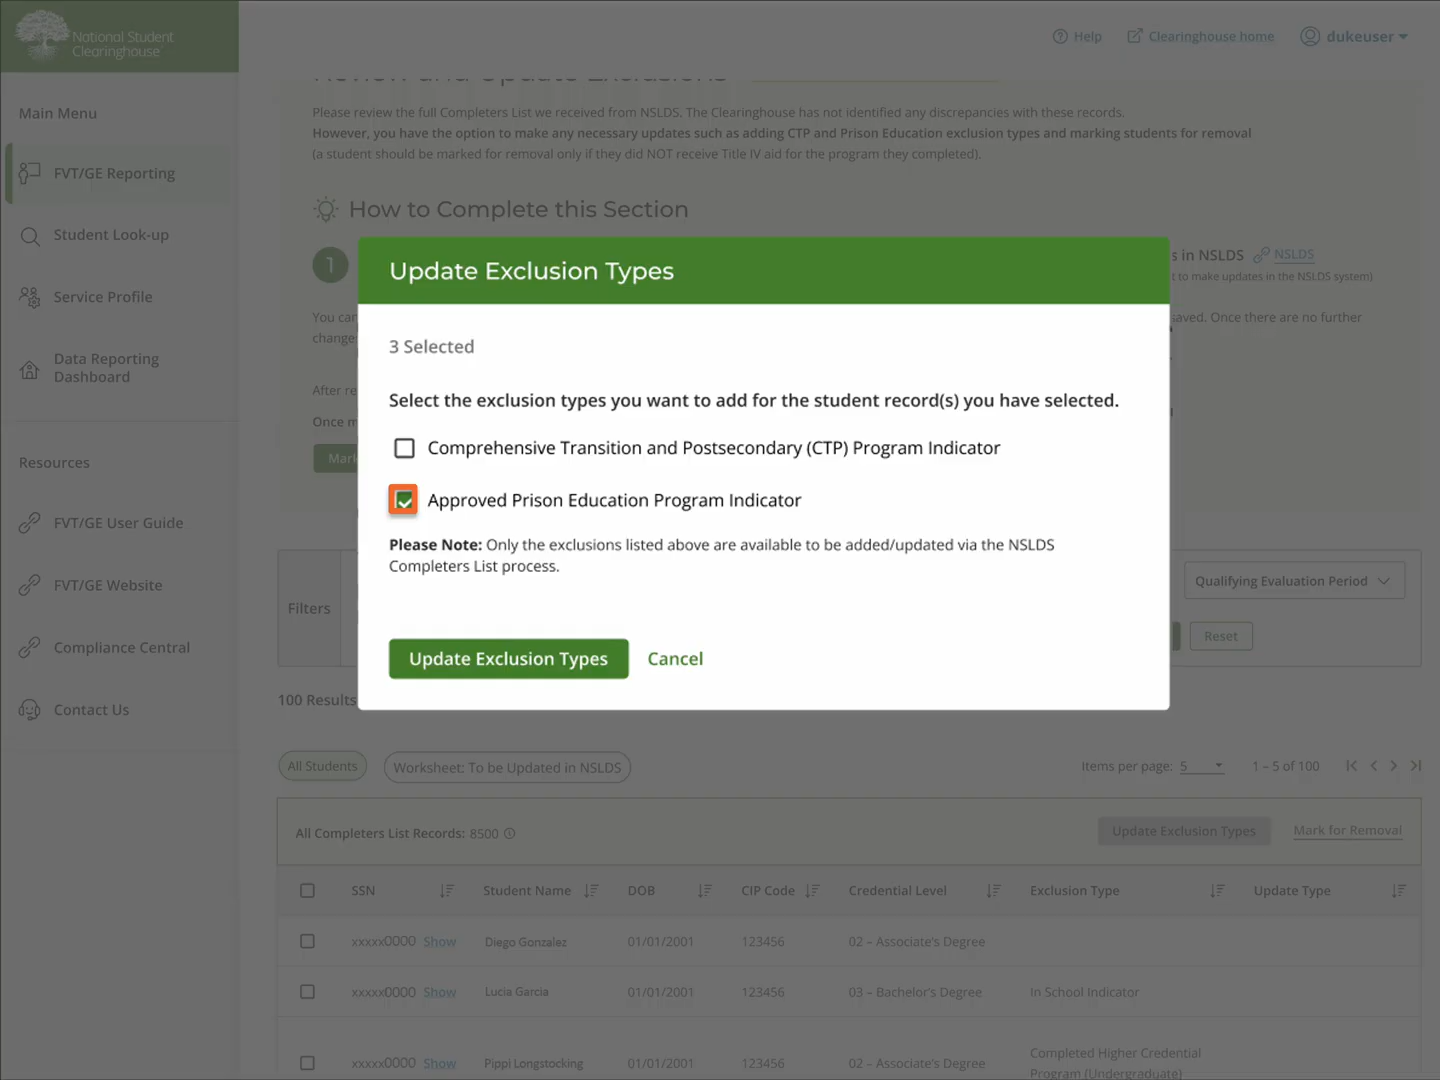 National Student
Clearinghouse
Help
Clearinghouse home
dukeuser
Main Menu
FVT/GE Reporting
Student Look-up
Service Profile
Data Reporting
Dashboard
Resources
FVT/GE User Guide
FVT/GE Website
Compliance Central
Contact Us
Review and Update Exclusions
Please review the full Completers List we received from NSLDS. The Clearinghouse has not identified any discrepancies with these records.
However, you have the option to make any necessary updates such as adding CTP and Prison Education exclusion types and marking students for removal
(a student should be marked for removal only if they did NOT receive Title IV aid for the program they completed).
How to Complete this Section
1
s in NSLDS NSLDS
t to make updates in the NSLDS system)
You can
saved. Once there are no further
change
After re
Once m
Mark
Update Exclusion Types
3 Selected
Select the exclusion types you want to add for the student record(s) you have selected.
Comprehensive Transition and Postsecondary (CTP) Program Indicator
Approved Prison Education Program Indicator
Please Note: Only the exclusions listed above are available to be added/updated via the NSLDS
Completers List process.
Update Exclusion Types
Cancel
Filters
Qualifying Evaluation Period
Reset
100 Results
All Students
Worksheet: To be Updated in NSLDS
Items per page: 5
1 – 5 of 100
All Completers List Records: 8500
Update Exclusion Types
Mark for Removal
SSN Student Name DOB CIP Code Credential Level Exclusion Type Update Type
xxxxx0000 Show Diego Gonzalez 01/01/2001 123456 02 – Associate's Degree
xxxxx0000 Show Lucia Garcia 01/01/2001 123456 03 – Bachelor's Degree In School Indicator
xxxxx0000 Show Pippi Longstocking 01/01/2001 123456 02 – Associate's Degree Completed Higher Credential
Program (Undergraduate)